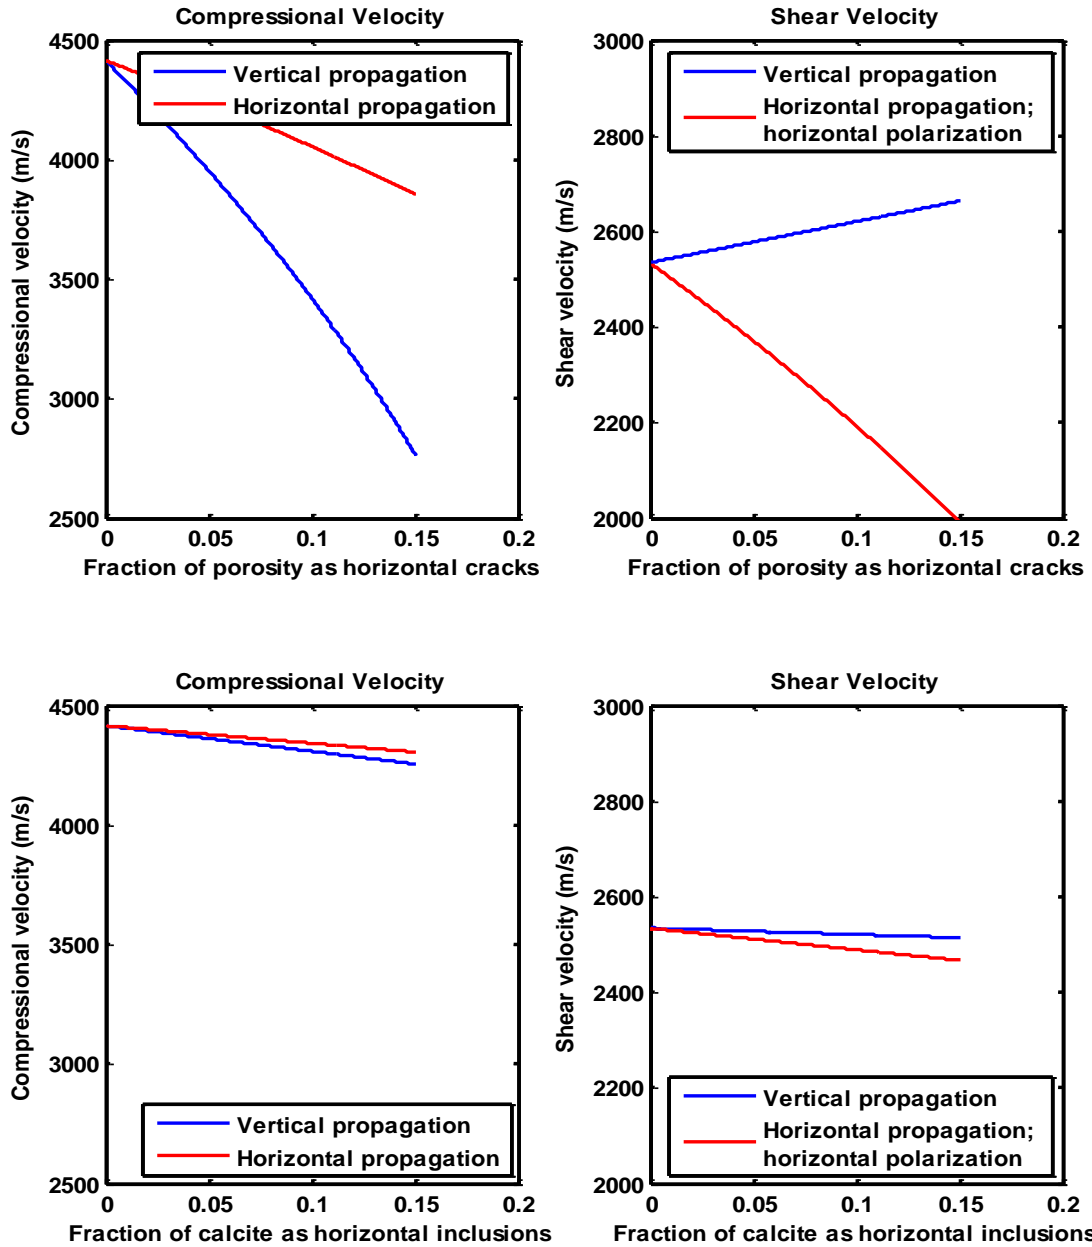 Compressional Velocity
4500
4000
3500
3000
2500
0 0.05 0.1 0.15 0.2
Compressional velocity (m/s)
Fraction of porosity as horizontal cracks
Vertical propagation
Horizontal propagation
Shear Velocity
3000
2800
2600
2400
2200
2000
0 0.05 0.1 0.15 0.2
Shear velocity (m/s)
Fraction of porosity as horizontal cracks
Vertical propagation
Horizontal propagation;
horizontal polarization
Compressional Velocity
4500
4000
3500
3000
2500
0 0.05 0.1 0.15 0.2
Compressional velocity (m/s)
Fraction of calcite as horizontal inclusions
Vertical propagation
Horizontal propagation
Shear Velocity
3000
2800
2600
2400
2200
2000
0 0.05 0.1 0.15 0.2
Shear velocity (m/s)
Fraction of calcite as horizontal inclusions
Vertical propagation
Horizontal propagation;
horizontal polarization